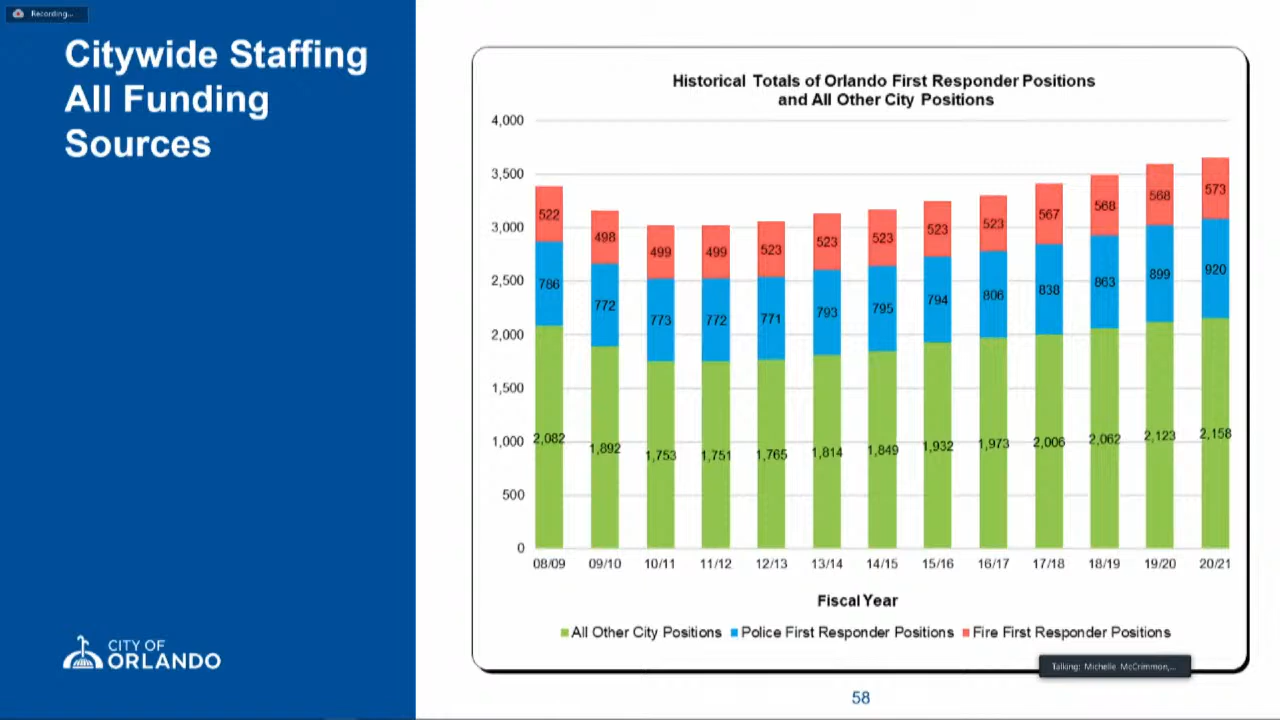 Recording...
Citywide Staffing
All Funding
Sources
Historical Totals of Orlando First Responder Positions
and All Other City Positions
4,000
3,500
3,000
2,500
2,000
1,500
1,000
500
0
522 498 499 499 523 523 523 523 523 567 568 568 573
786 772 773 772 771 793 795 794 806 838 863 899 920
2,082 1,892 1,753 1,751 1,765 1,814 1,849 1,932 1,973 2,006 2,062 2,123 2,158
08/09 09/10 10/11 11/12 12/13 13/14 14/15 15/16 16/17 17/18 18/19 19/20 20/21
Fiscal Year
All Other City Positions Police First Responder Positions Fire First Responder Positions
CITY OF
ORLANDO
Talking: Michelle McCrimmon,...
58